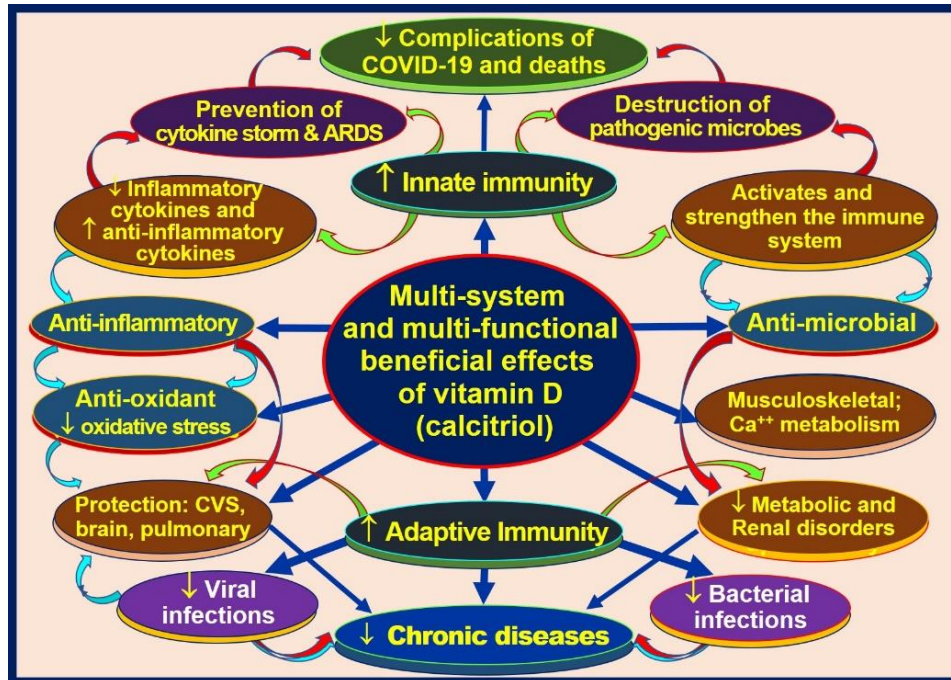 ↓ Complications of
COVID-19 and deaths
Prevention of
cytokine storm & ARDS
Destruction of
pathogenic microbes
↑ Innate immunity
↓ Inflammatory
cytokines and
↑ anti-inflammatory
cytokines
Activates and
strengthen the immune
system
Multi-system
and multi-functional
beneficial effects
of vitamin D
(calcitriol)
Anti-inflammatory
Anti-microbial
Anti-oxidant
↓ oxidative stress
Musculoskeletal;
Ca⁺⁺ metabolism
Protection: CVS,
brain, pulmonary
↑ Adaptive Immunity
↓ Metabolic and
Renal disorders
↓ Viral
infections
↓ Chronic diseases
↓ Bacterial
infections